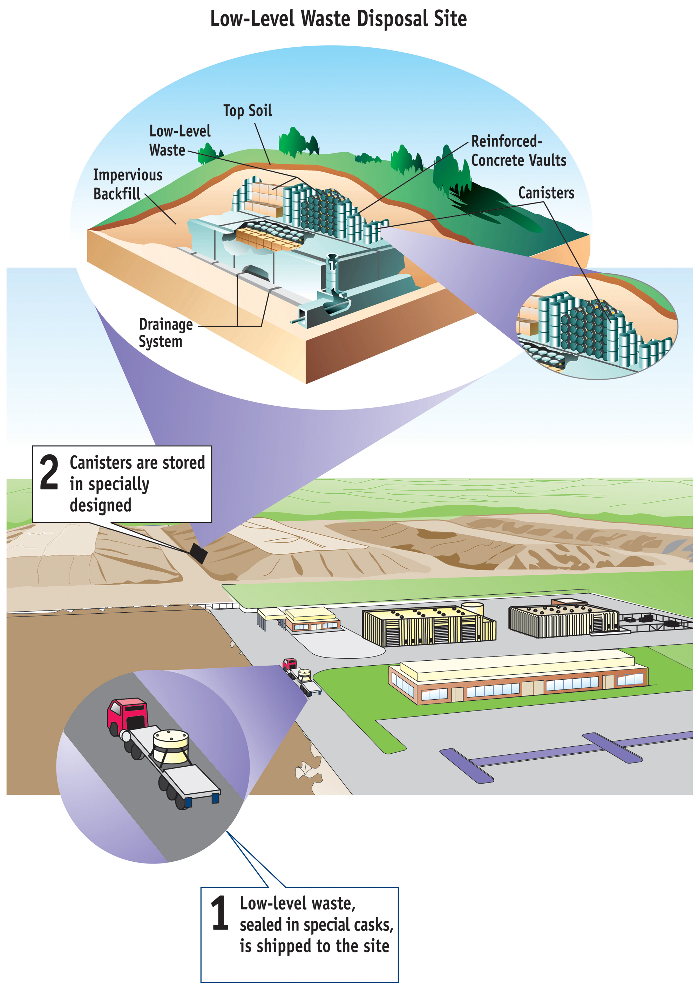 Low-Level Waste Disposal Site
Top Soil
Low-Level
Waste
Reinforced-
Concrete Vaults
Impervious
Backfill
Canisters
Drainage
System
2
Canisters are stored
in specially
designed
1
Low-level waste,
sealed in special casks,
is shipped to the site